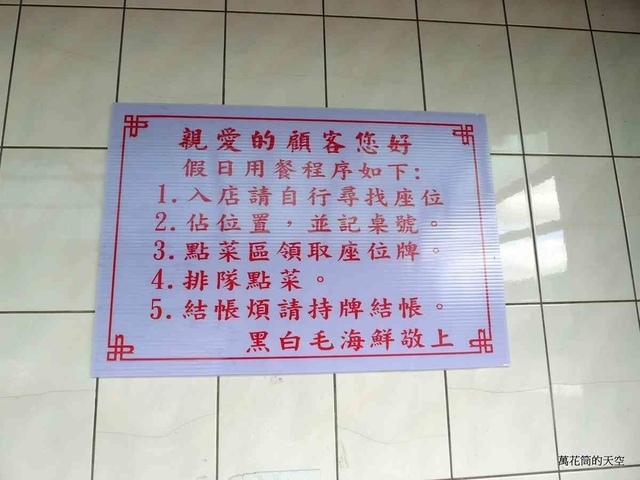 親愛的顧客您好
假日用餐程序如下:
1.入店請自行尋找座位
2.佔位置，並記桌號。
3.點菜區領取座位牌。
4.排隊點菜。
5.結帳煩請持牌結帳。
黑白毛海鮮敬上
萬花筒的天空